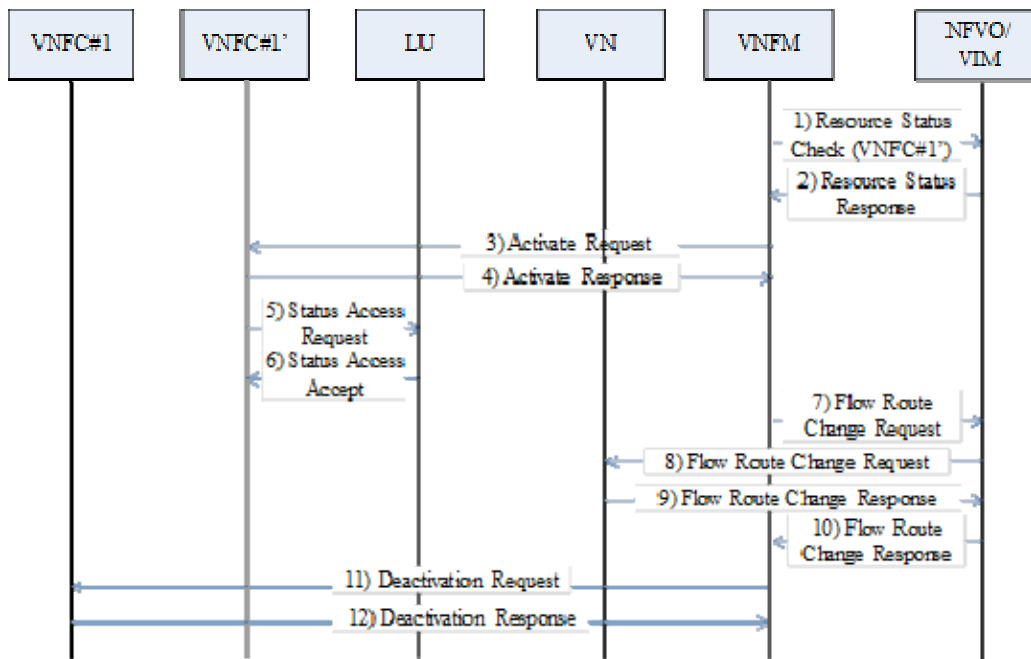 VNFC#1
VNFC#1’
LU
VN
VNFM
NFVO/
VIM
1) Resource Status
Check (VNFC#1’)
2) Resource Status
Response
3) Activate Request
4) Activate Response
5) Status Access
Request
6) Status Access
Accept
7) Flow Route
Change Request
8) Flow Route Change Request
9) Flow Route Change Response
10) Flow Route
Change Response
11) Deactivation Request
12) Deactivation Response